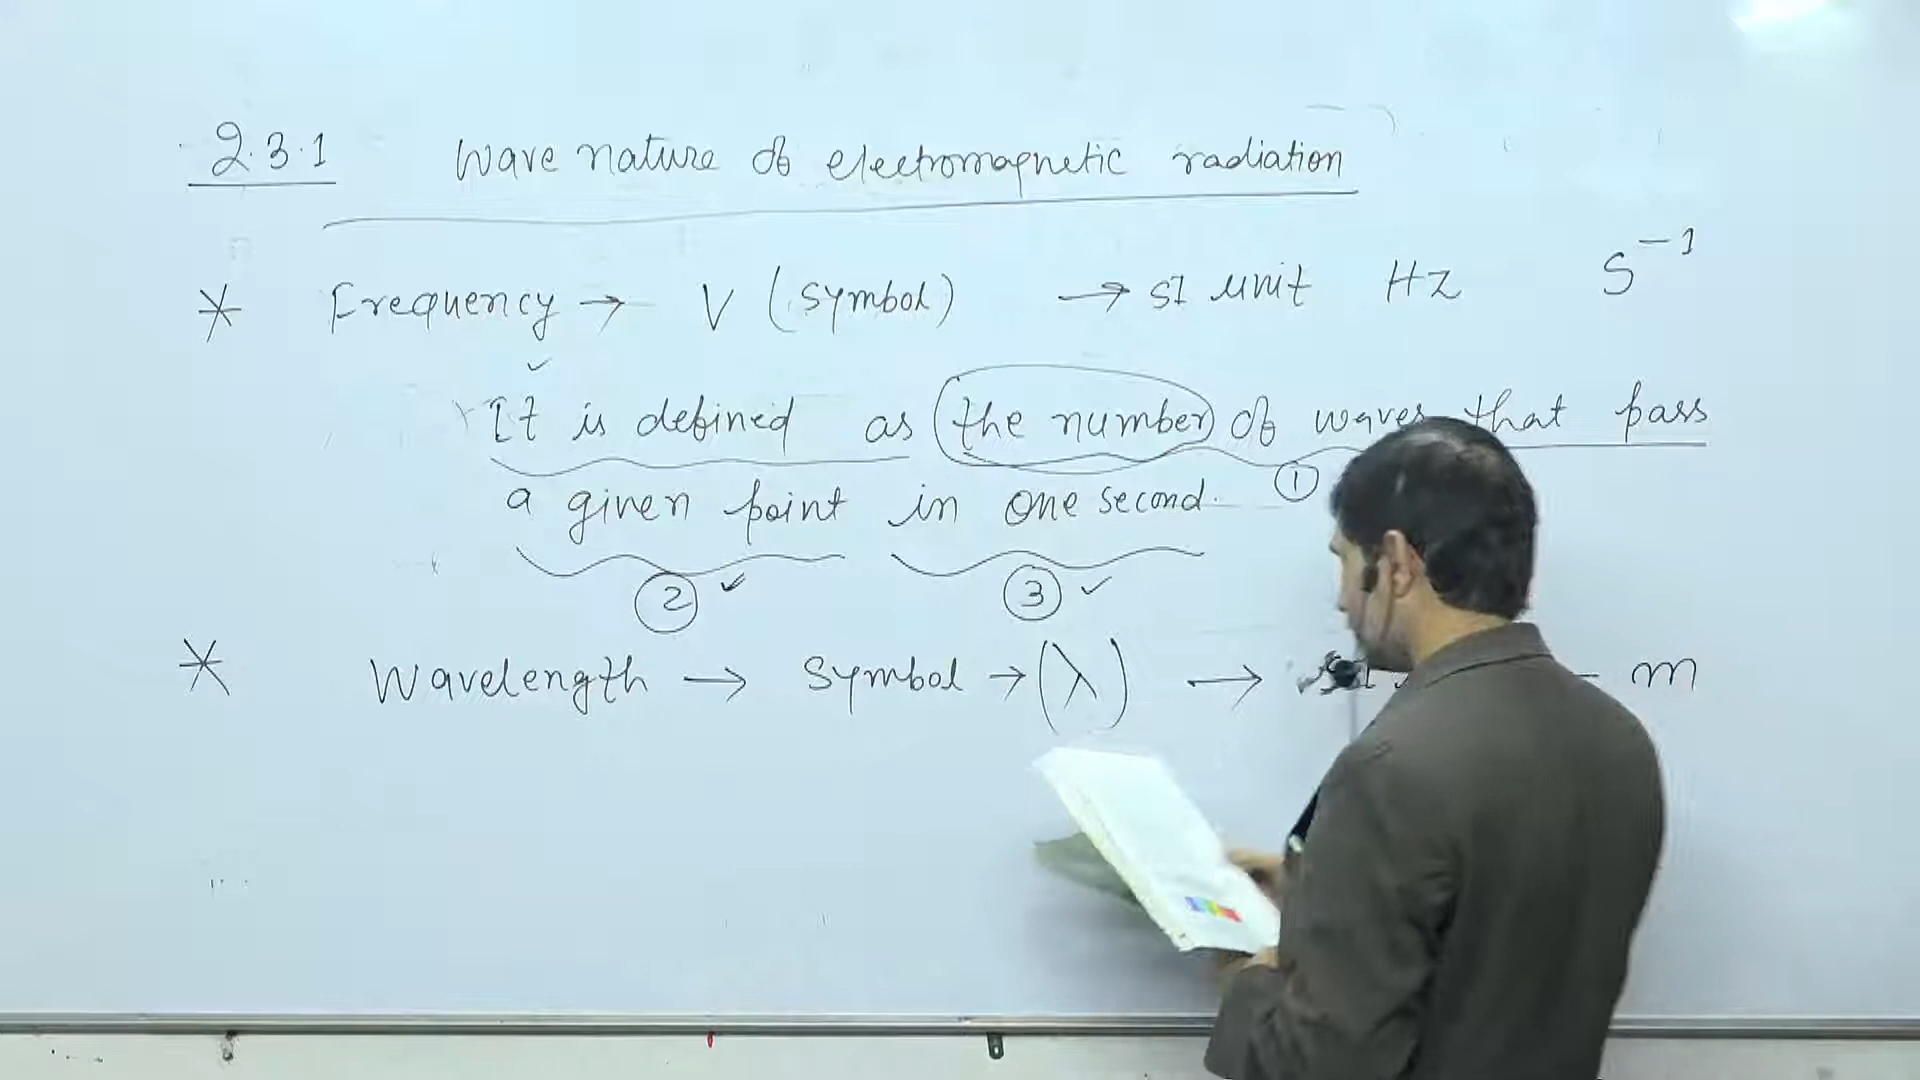 2.3.1 Wave nature of electromagnetic radiation
* Frequency → ν (symbol) → SI unit Hz S⁻¹
It is defined as (the number) of waves that pass
a given point in one second. ①
② ✓ ③ ✓
* Wavelength → Symbol → (λ) → m